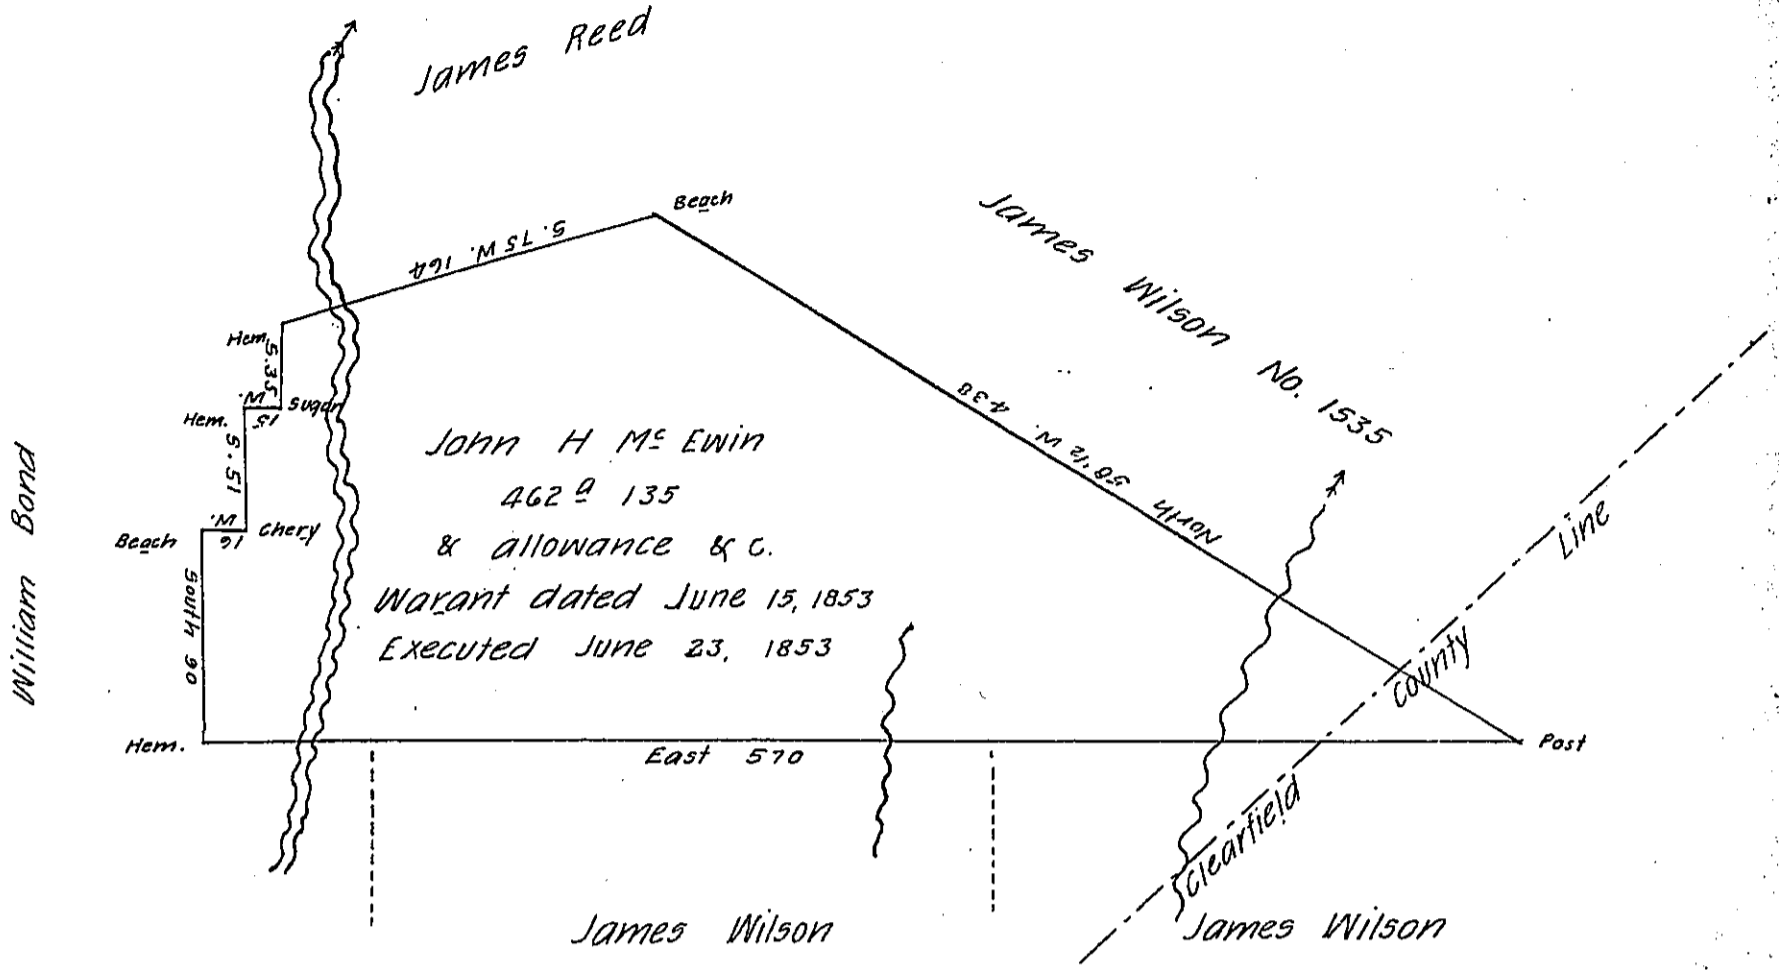 James Reed
Beach
S. 75 W. 164
James Wilson No. 1535
Hem.
S. 35
W.
15
Sugar
Hem.
S. 51
W.
16
Chery
Beach
South 90
North 58 1/2 W. 438
John H Mc Ewin
462 a 135
& allowance & c.
Warant dated June 15, 1853
Executed June 23, 1853
William Bond
Hem.
East 570
Post
Clearfield County Line
James Wilson
James Wilson